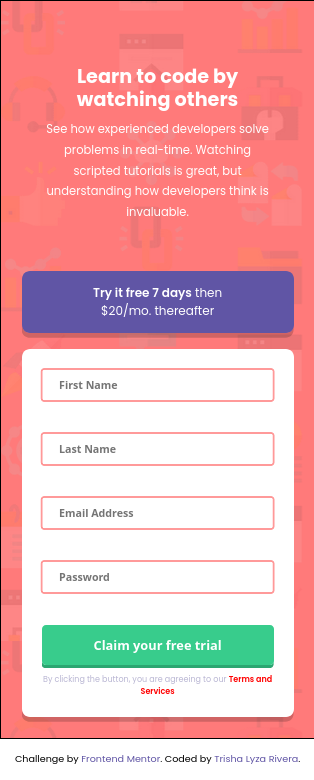 Learn to code by
watching others
See how experienced developers solve
problems in real-time. Watching
scripted tutorials is great, but
understanding how developers think is
invaluable.
Try it free 7 days then
$20/mo. thereafter
First Name
Last Name
Email Address
Password
Claim your free trial
By clicking the button, you are agreeing to our Terms and
Services
Challenge by Frontend Mentor. Coded by Trisha Lyza Rivera.